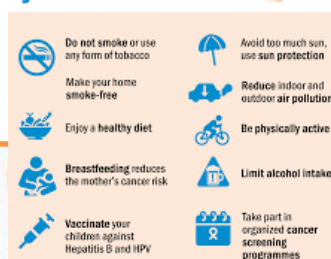 Do not smoke or use
any form of tobacco
Make your home
smoke-free
Enjoy a healthy diet
Breastfeeding reduces
the mother's cancer risk
Vaccinate your
children against
Hepatitis B and HPV
Avoid too much sun,
use sun protection
Reduce indoor and
outdoor air pollution
Be physically active
Limit alcohol intake
Take part in
organized cancer
screening
programmes